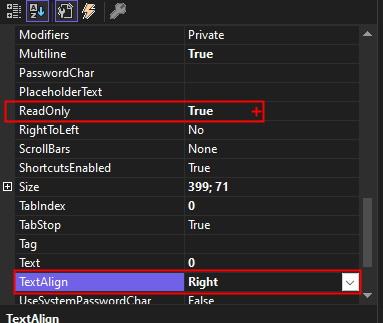 Modifiers Private
Multiline True
PasswordChar
PlaceholderText
ReadOnly True
RightToLeft No
ScrollBars None
ShortcutsEnabled True
Size 399; 71
TabIndex 0
TabStop True
Tag
Text 0
TextAlign Right
UseSystemPasswordChar False
TextAlign